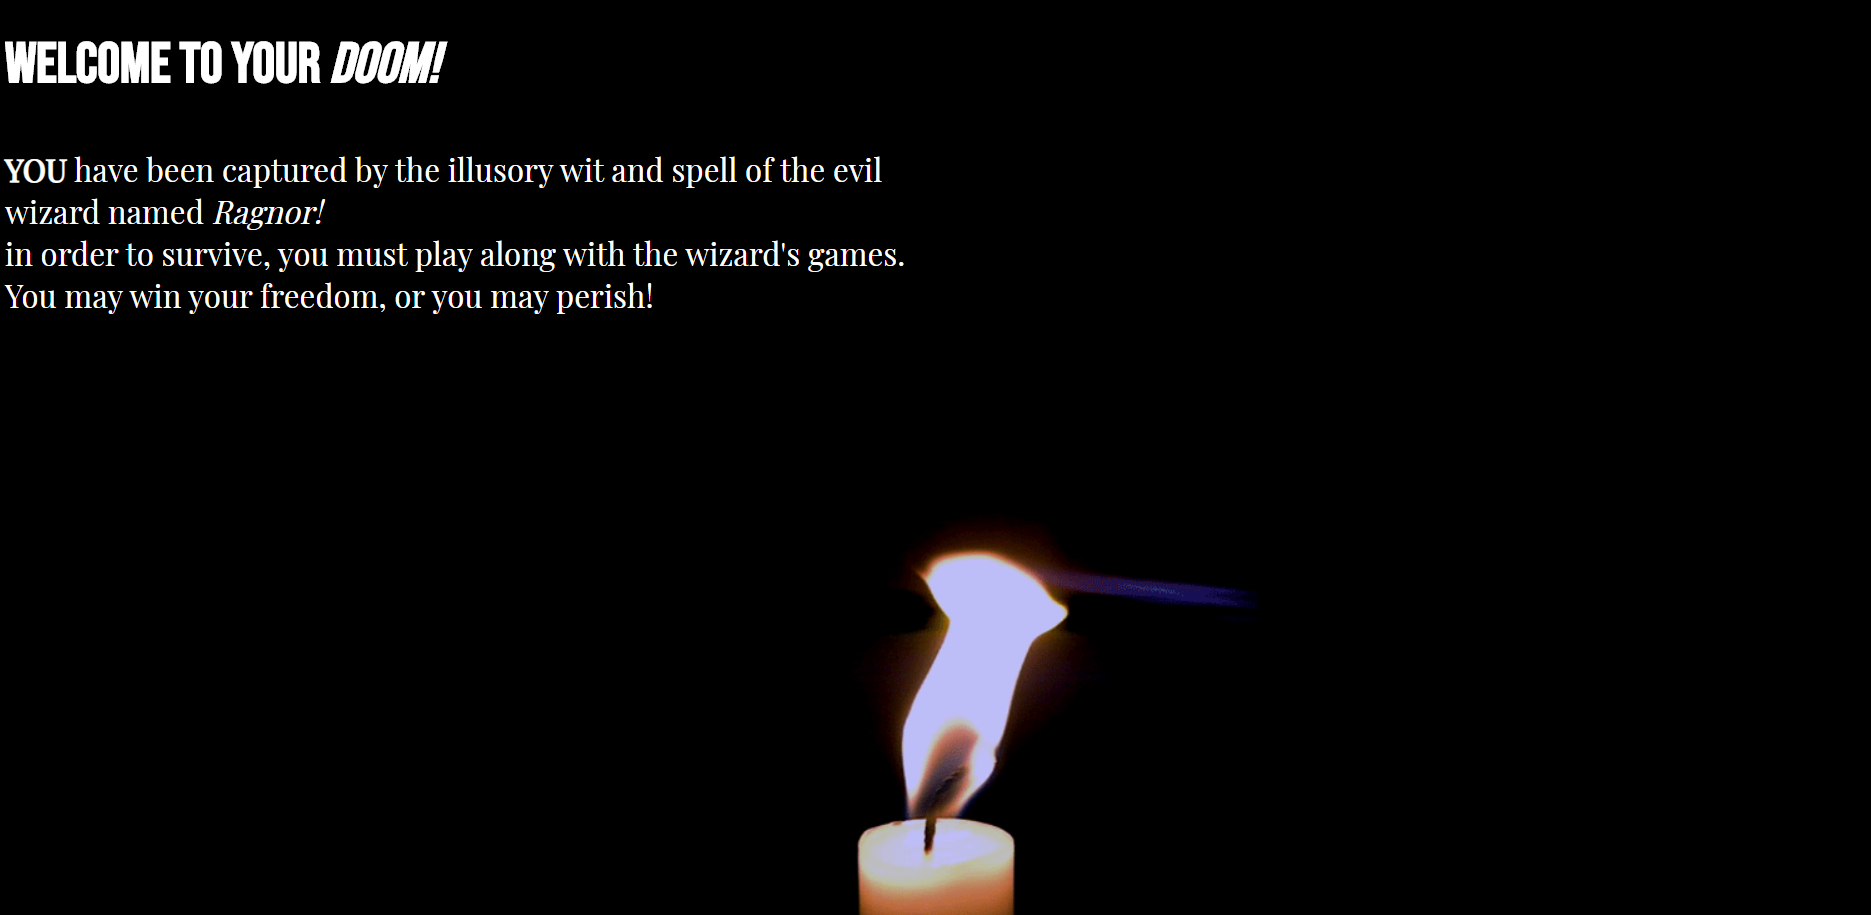 WELCOME TO YOUR DOOM!
YOU have been captured by the illusory wit and spell of the evil
wizard named Ragnor!
in order to survive, you must play along with the wizard's games.
You may win your freedom, or you may perish!